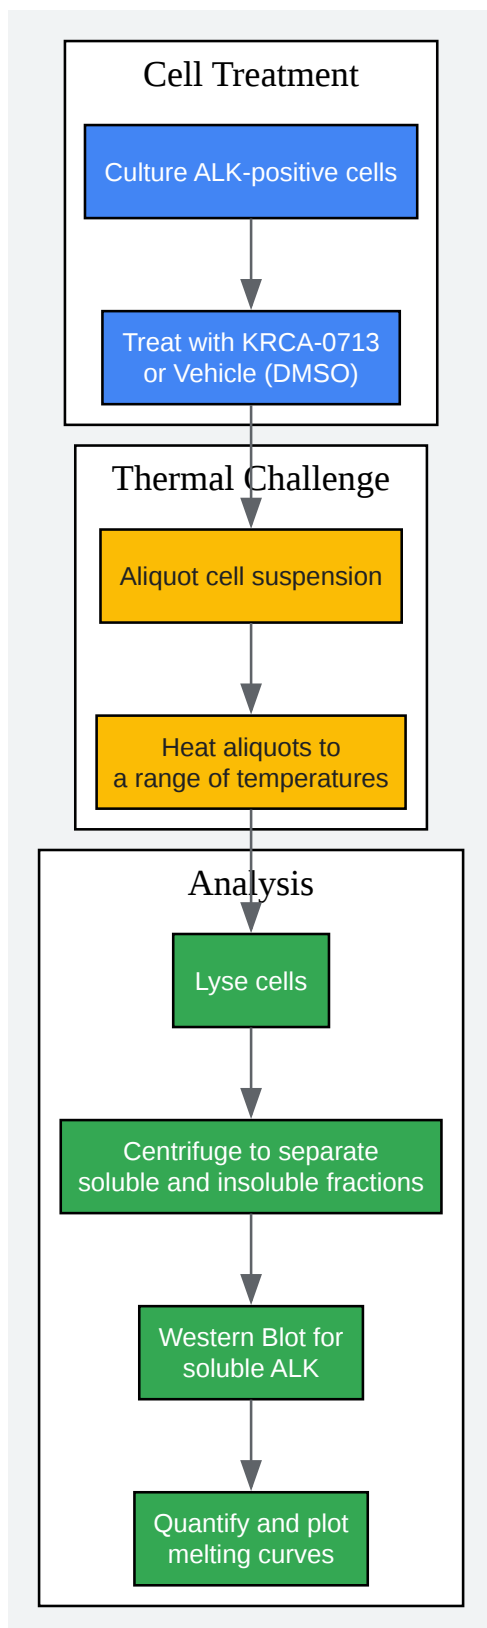 Cell Treatment
Culture ALK-positive cells
Treat with KRCA-0713
or Vehicle (DMSO)
Thermal Challenge
Aliquot cell suspension
Heat aliquots to
a range of temperatures
Analysis
Lyse cells
Centrifuge to separate
soluble and insoluble fractions
Western Blot for
soluble ALK
Quantify and plot
melting curves